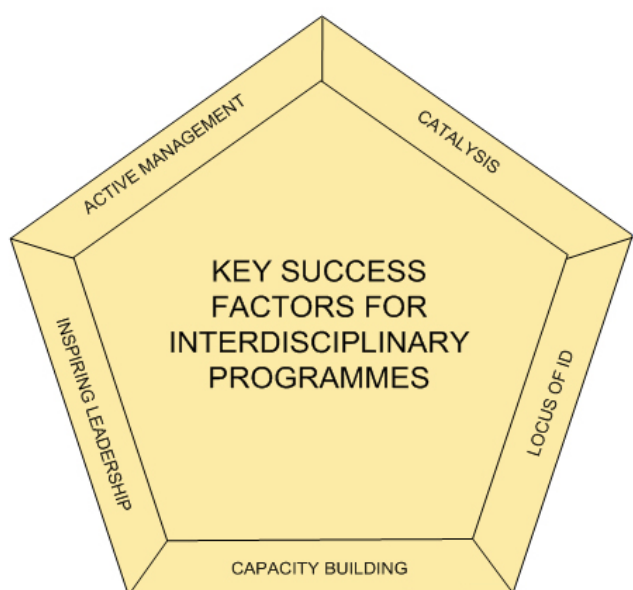 ACTIVE MANAGEMENT
CATALYSIS
KEY SUCCESS
FACTORS FOR
INTERDISCIPLINARY
PROGRAMMES
INSPIRING LEADERSHIP
LOCUS OF ID
CAPACITY BUILDING